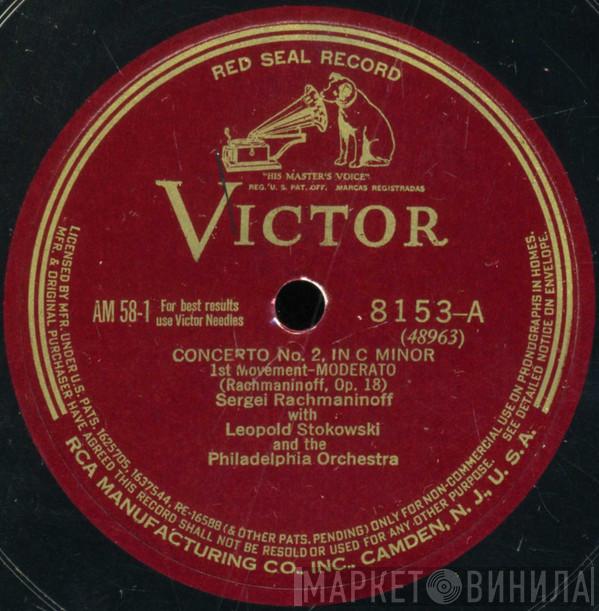 RED SEAL RECORD
"HIS MASTER'S VOICE"
REG. U. S. PAT. OFF. MARCAS REGISTRADAS
VICTOR
AM 58-1
For best results
use Victor Needles
8153-A
(48963)
CONCERTO No. 2, IN C MINOR
1st Movement-MODERATO
(Rachmaninoff, Op. 18)
Sergei Rachmaninoff
with
Leopold Stokowski
and the
Philadelphia Orchestra
LICENSED BY MFR. UNDER U.S. PATS. 1625705, 1637544, RE-16588 (& OTHER PATS. PENDING) ONLY FOR NON-COMMERCIAL USE ON PHONOGRAPHS IN HOMES.
MFR. & ORIGINAL PURCHASER HAVE AGREED THIS RECORD SHALL NOT BE RESOLD OR USED FOR ANY OTHER PURPOSE. SEE DETAILED NOTICE ON ENVELOPE.
RCA MANUFACTURING CO., INC., CAMDEN, N. J., U. S. A.
МАРКЕТ ВИНИЛА